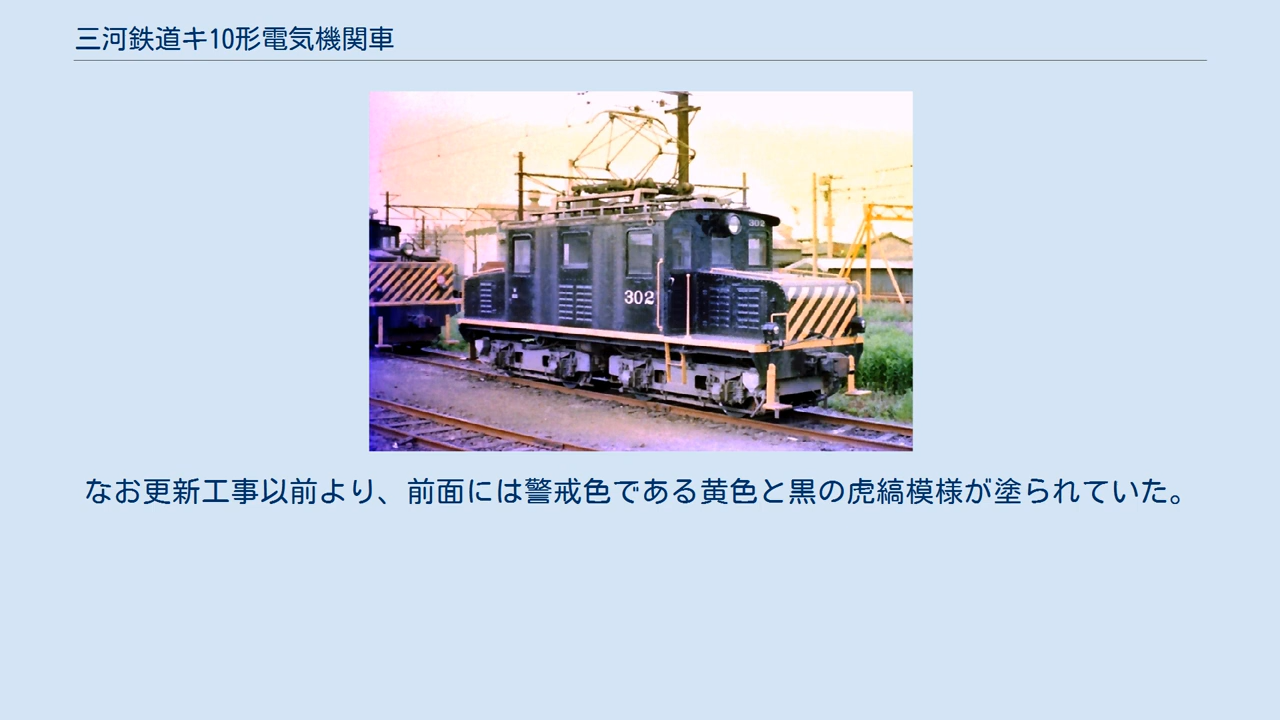 三河鉄道キ10形電気機関車
302
302
なお更新工事以前より、前面には警戒色である黄色と黒の虎縞模様が塗られていた。